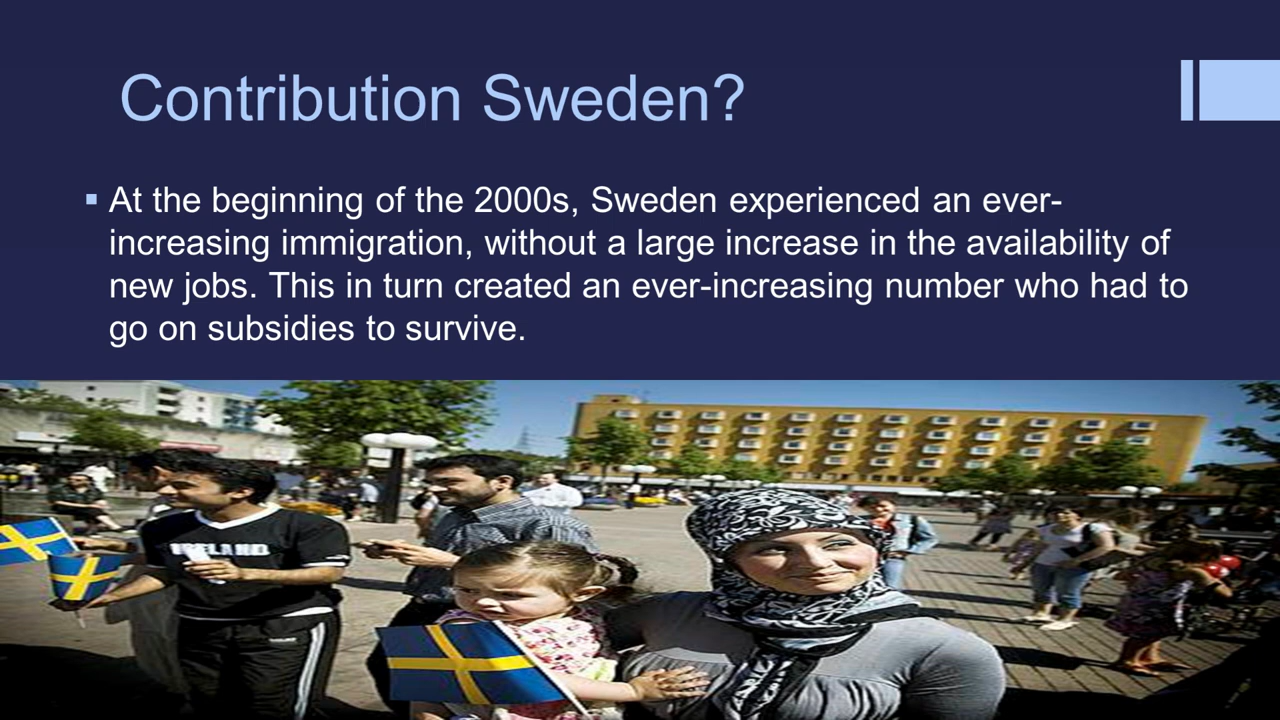 Contribution Sweden?
At the beginning of the 2000s, Sweden experienced an ever-
increasing immigration, without a large increase in the availability of
new jobs. This in turn created an ever-increasing number who had to
go on subsidies to survive.